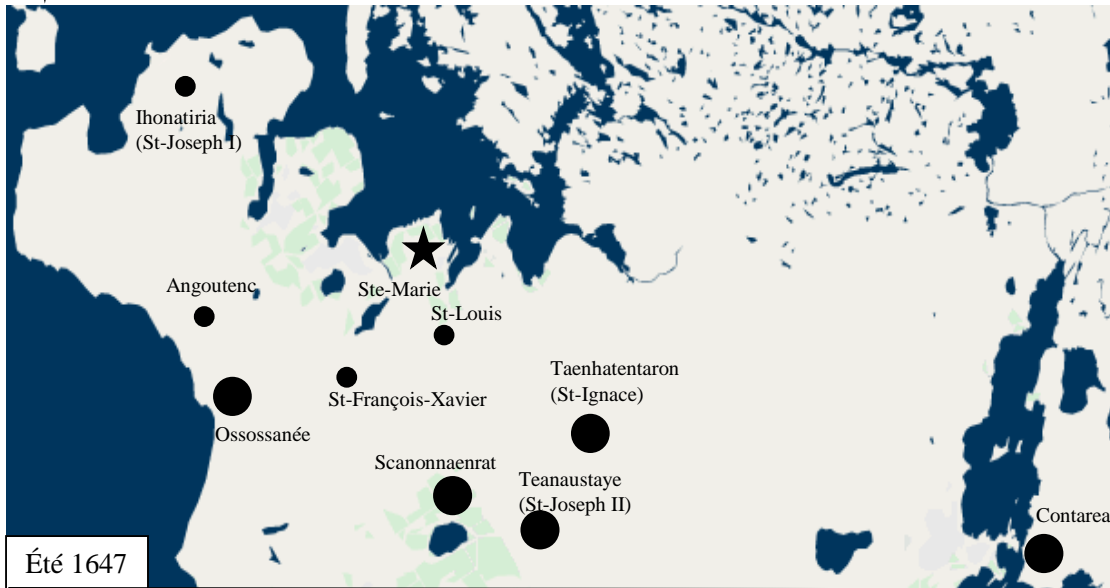 Ihonatiria
(St-Joseph I)
Angoutenc
Ste-Marie
St-Louis
St-François-Xavier
Ossossanée
Taenhatentaron
(St-Ignace)
Scanonnaenrat
Teanaustaye
(St-Joseph II)
Contarea
Été 1647